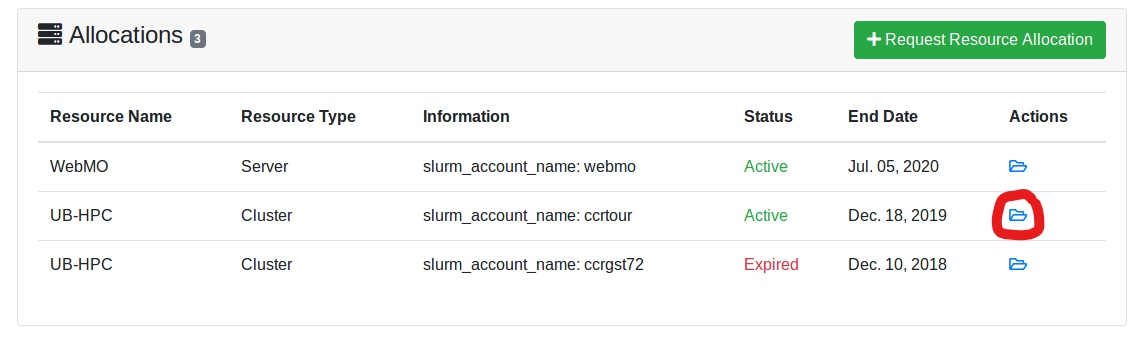 Allocations 3
Request Resource Allocation
Resource Name Resource Type Information Status End Date Actions
WebMO Server slurm_account_name: webmo Active Jul. 05, 2020
UB-HPC Cluster slurm_account_name: ccrtour Active Dec. 18, 2019
UB-HPC Cluster slurm_account_name: ccrgst72 Expired Dec. 10, 2018